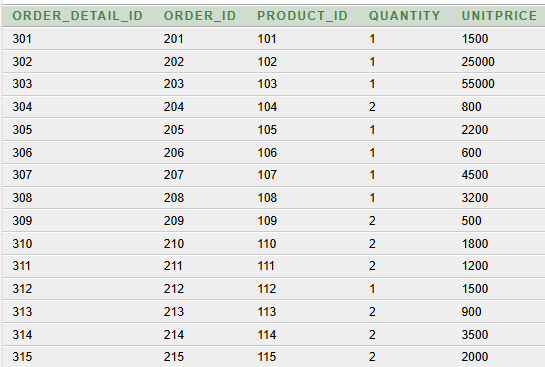 ORDER_DETAIL_ID ORDER_ID PRODUCT_ID QUANTITY UNITPRICE
301 201 101 1 1500
302 202 102 1 25000
303 203 103 1 55000
304 204 104 2 800
305 205 105 1 2200
306 206 106 1 600
307 207 107 1 4500
308 208 108 1 3200
309 209 109 2 500
310 210 110 2 1800
311 211 111 2 1200
312 212 112 1 1500
313 213 113 2 900
314 214 114 2 3500
315 215 115 2 2000